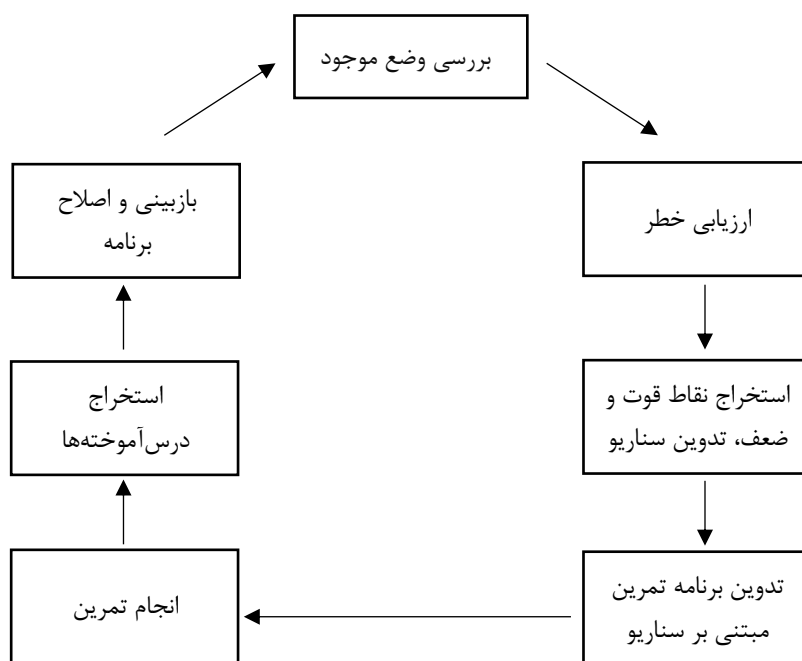 بررسی وضع موجود
ارزیابی خطر
استخراج نقاط قوت و
ضعف، تدوین سناریو
تدوین برنامه تمرین
مبتنی بر سناریو
انجام تمرین
استخراج
درس‌آموخته‌ها
بازبینی و اصلاح
برنامه